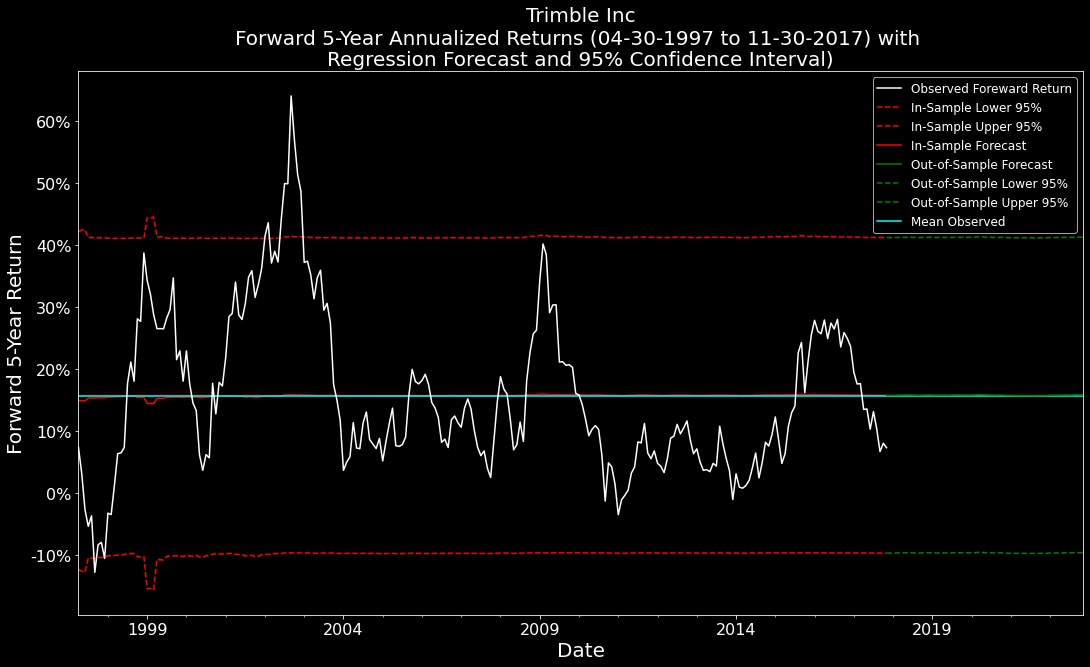 Trimble Inc
Forward 5-Year Annualized Returns (04-30-1997 to 11-30-2017) with
Regression Forecast and 95% Confidence Interval)
Observed Foreward Return
In-Sample Lower 95%
In-Sample Upper 95%
In-Sample Forecast
Out-of-Sample Forecast
Out-of-Sample Lower 95%
Out-of-Sample Upper 95%
Mean Observed
Forward 5-Year Return
60%
50%
40%
30%
20%
10%
0%
-10%
1999
2004
2009
2014
2019
Date